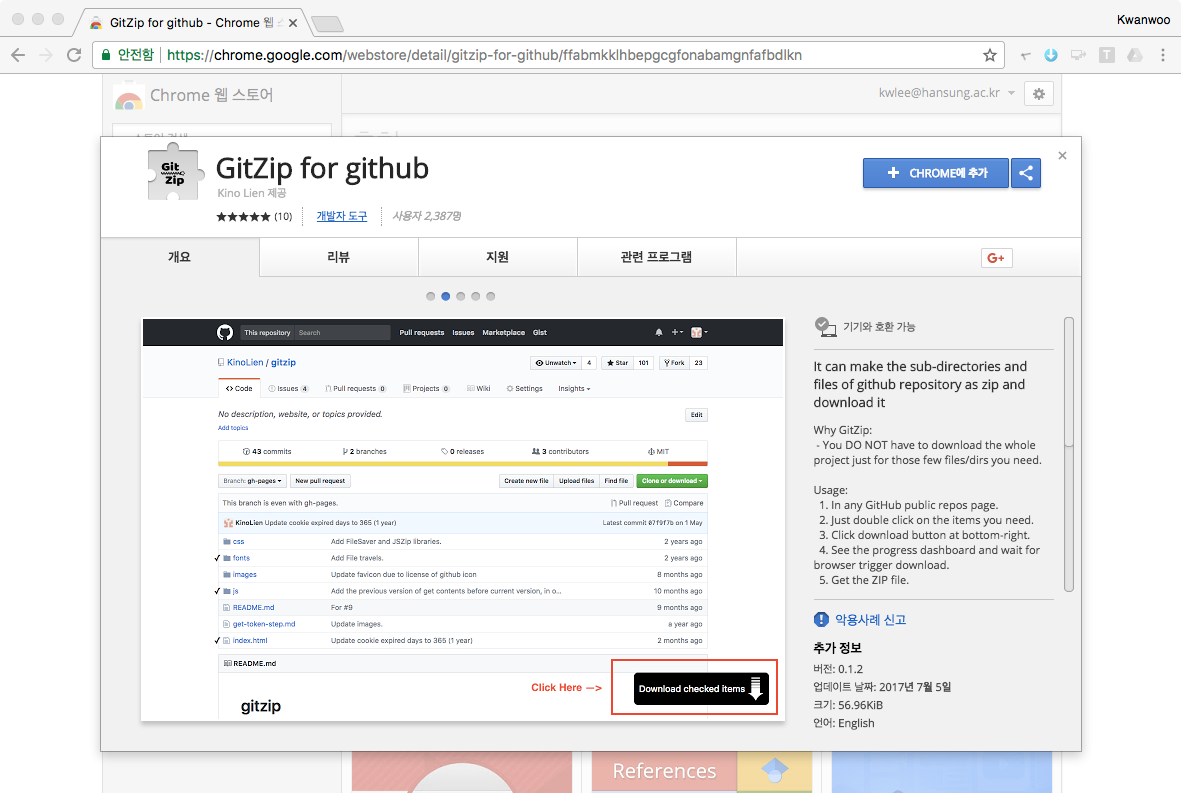 GitZip for github - Chrome 웹 스
Kwanwoo
안전함 https://chrome.google.com/webstore/detail/gitzip-for-github/ffabmkklhbepgcgfonabamgnfafbdlkn
Chrome 웹 스토어
kwlee@hansung.ac.kr
Git
Zip
GitZip for github
Kino Lien 제공
(10)
개발자 도구
사용자 2,387명
CHROME에 추가
개요
리뷰
지원
관련 프로그램
G+
This repository Search
Pull requests Issues Marketplace Gist
KinoLien / gitzip
Unwatch 4 Star 101 Fork 23
Code Issues 4 Pull requests 0 Projects 0 Wiki Settings Insights
No description, website, or topics provided.
Edit
Add topics
43 commits 2 branches 0 releases 3 contributors MIT
Branch: gh-pages New pull request Create new file Upload files Find file Clone or download
This branch is even with gh-pages. Pull request Compare
KinoLien Update cookie expired days to 365 (1 year) Latest commit 07f9f7b on 1 May
css Add FileSaver and JSZip libraries. 2 years ago
fonts Add File travels. 2 years ago
images Update favicon due to license of github icon 8 months ago
js Add the previous version of get contents before current version, in o... 10 months ago
README.md For #9 9 months ago
get-token-step.md Update images. a year ago
index.html Update cookie expired days to 365 (1 year) 2 months ago
README.md
Click Here —>
Download checked items
gitzip
기기와 호환 가능
It can make the sub-directories and
files of github repository as zip and
download it
Why GitZip:
- You DO NOT have to download the whole
project just for those few files/dirs you need.
Usage:
1. In any GitHub public repos page.
2. Just double click on the items you need.
3. Click download button at bottom-right.
4. See the progress dashboard and wait for
browser trigger download.
5. Get the ZIP file.
악용사례 신고
추가 정보
버전: 0.1.2
업데이트 날짜: 2017년 7월 5일
크기: 56.96KiB
언어: English
References